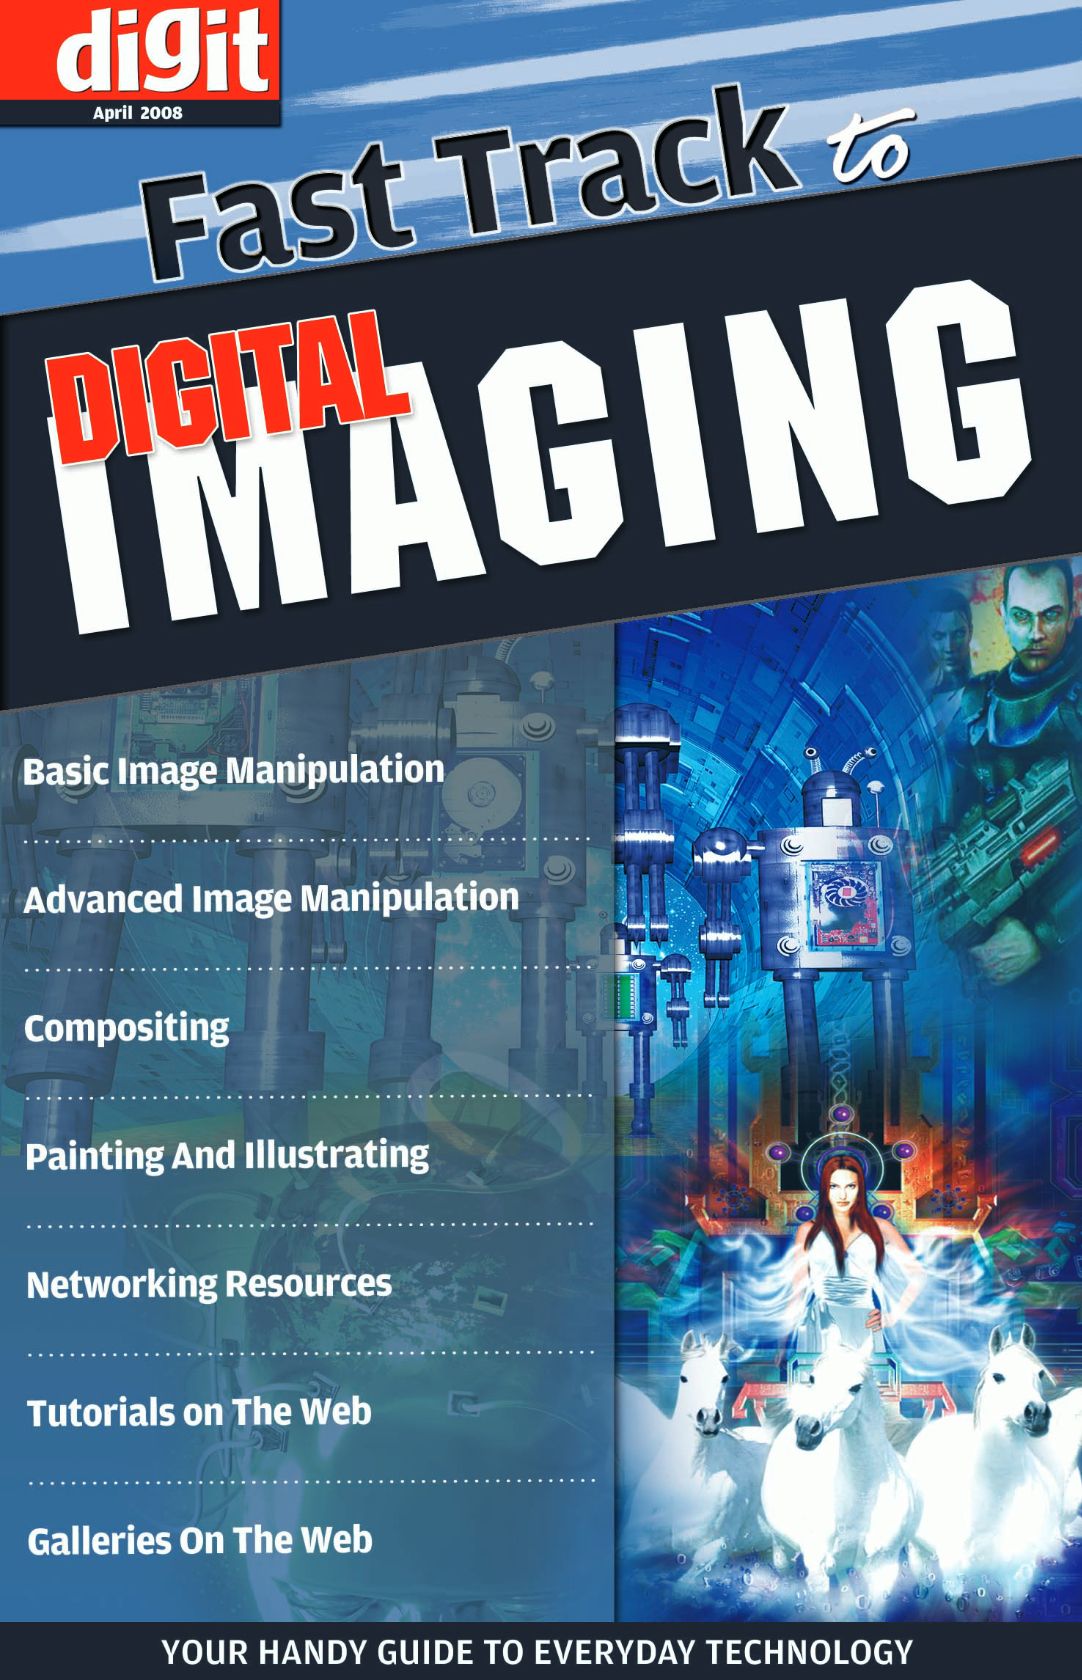 digit
April 2008
Fast Track to
DIGITAL
IMAGING
Basic Image Manipulation
Advanced Image Manipulation
Compositing
Painting And Illustrating
Networking Resources
Tutorials on The Web
Galleries On The Web
YOUR HANDY GUIDE TO EVERYDAY TECHNOLOGY